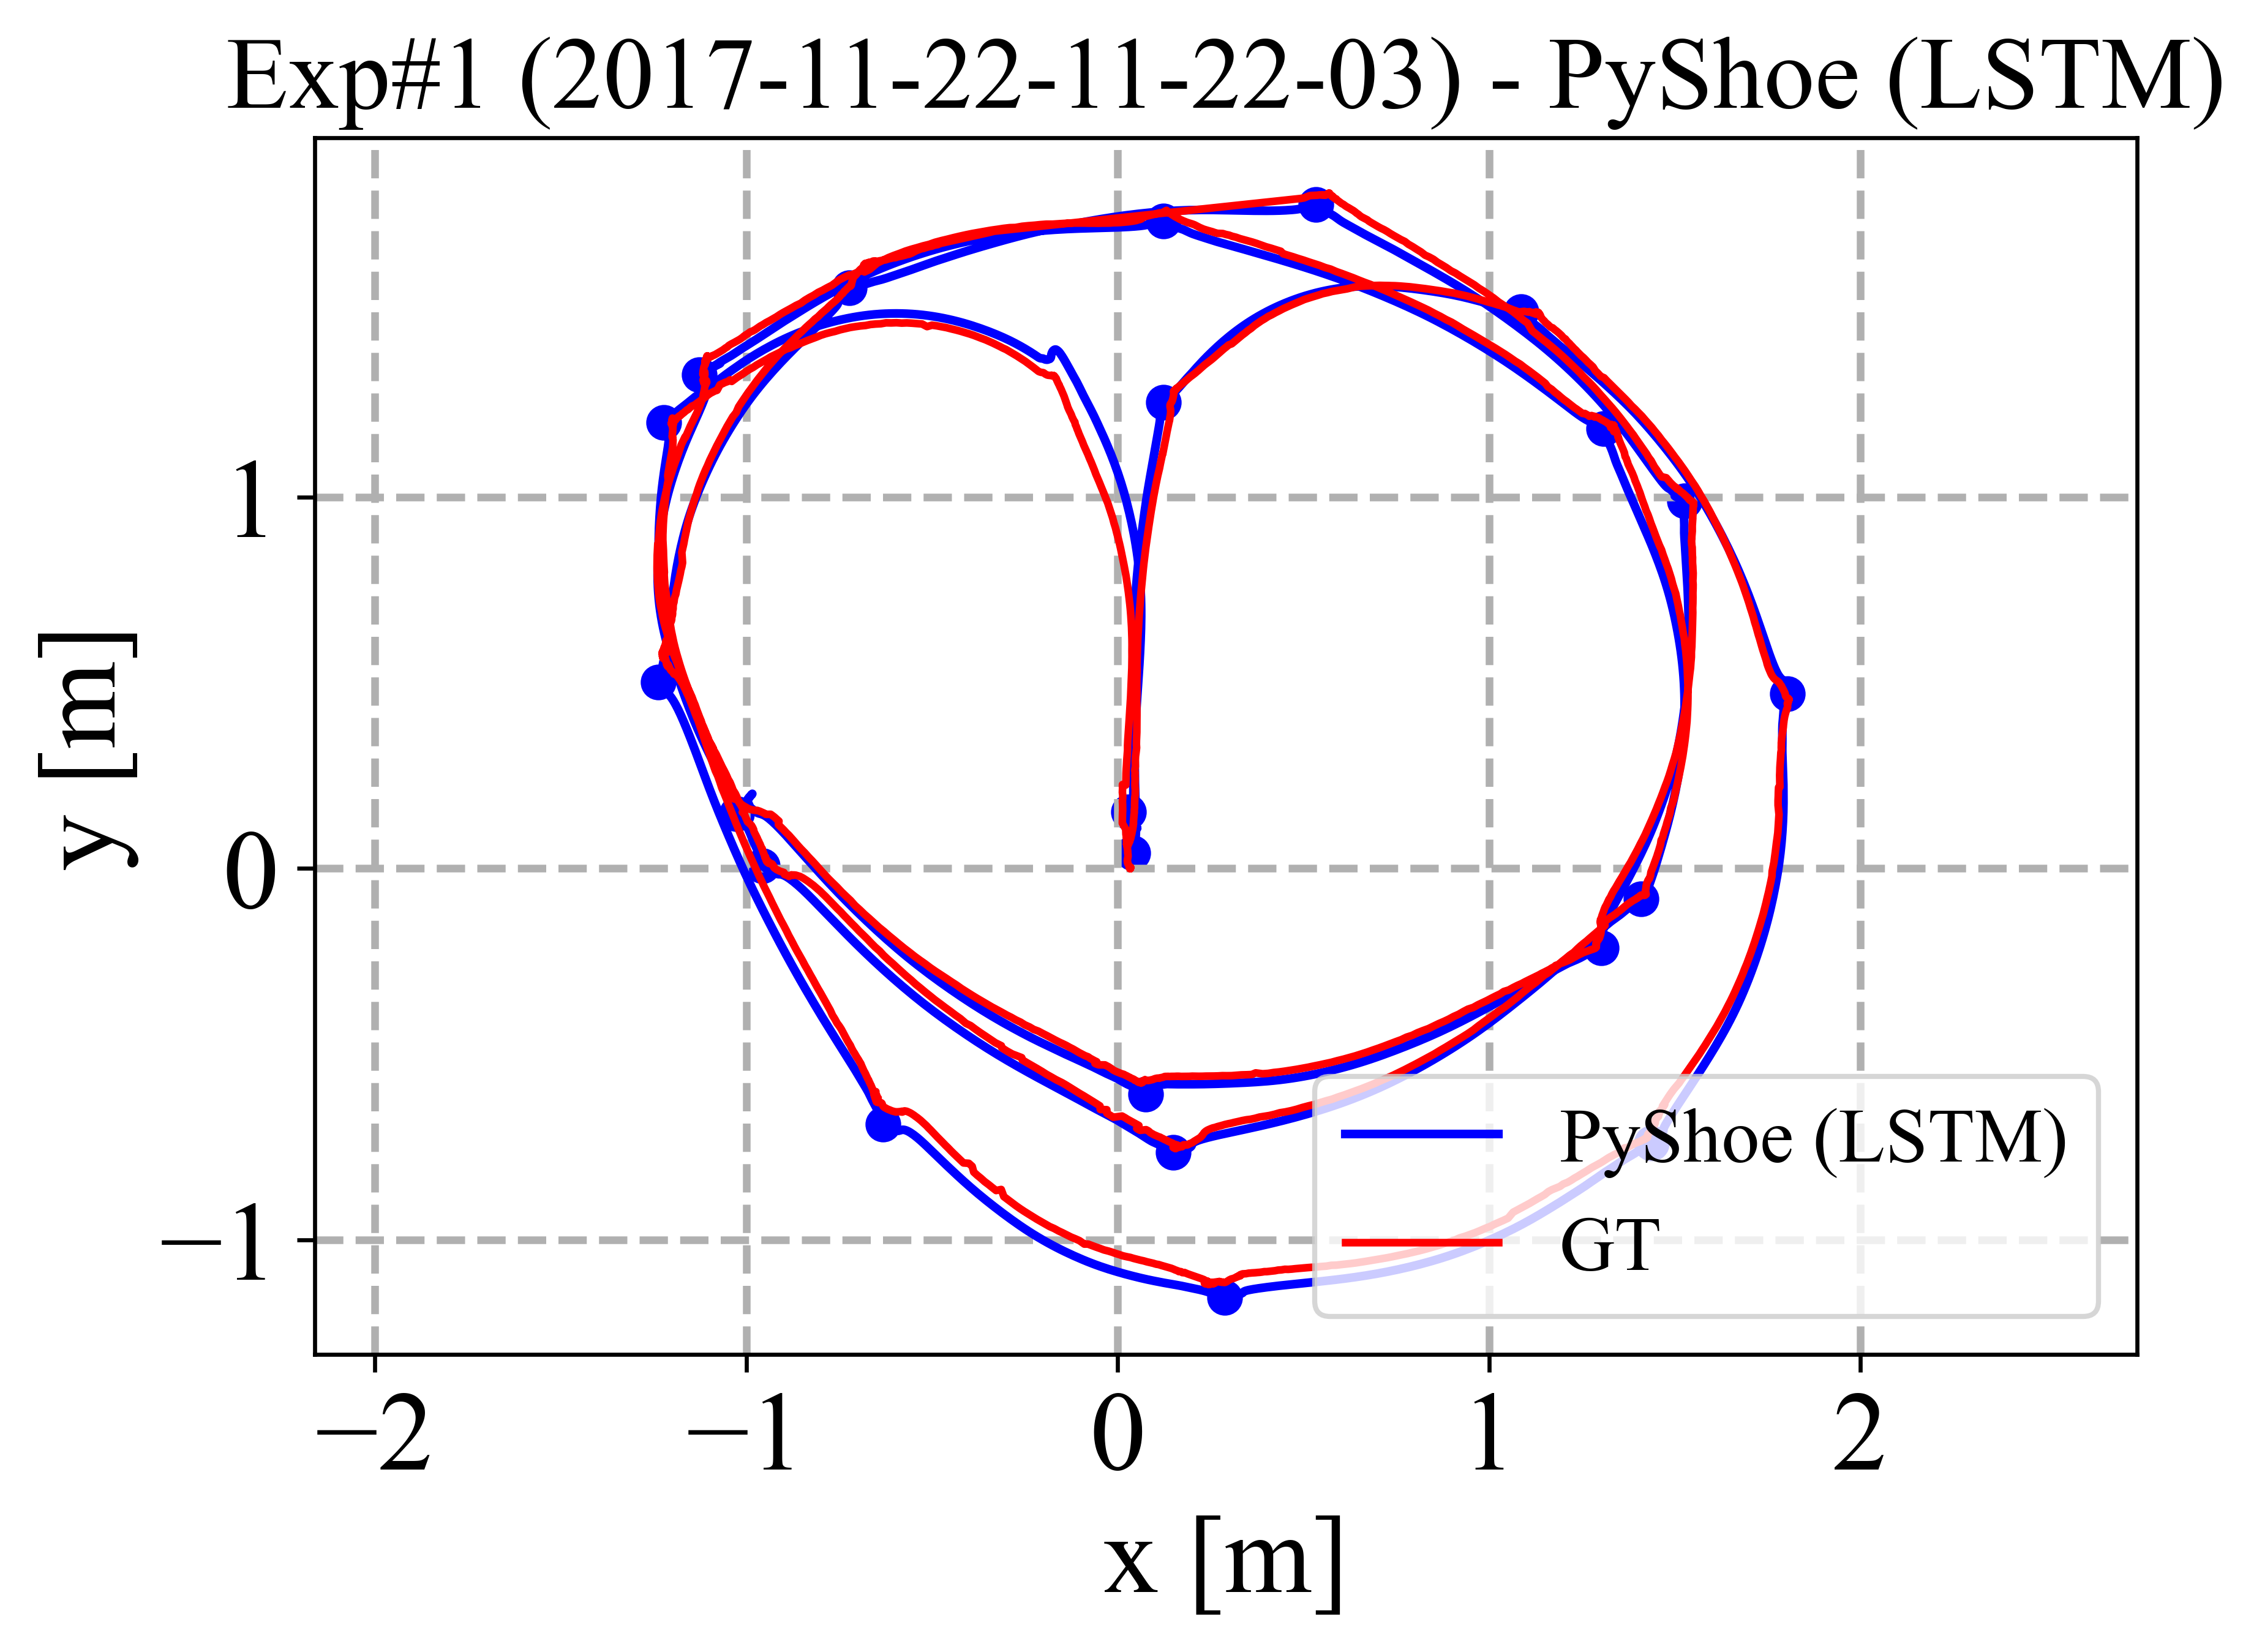 Exp#1 (2017-11-22-11-22-03) - PyShoe (LSTM)
y [m]
1
0
−1
PyShoe (LSTM)
GT
−2 −1 0 1 2
x [m]